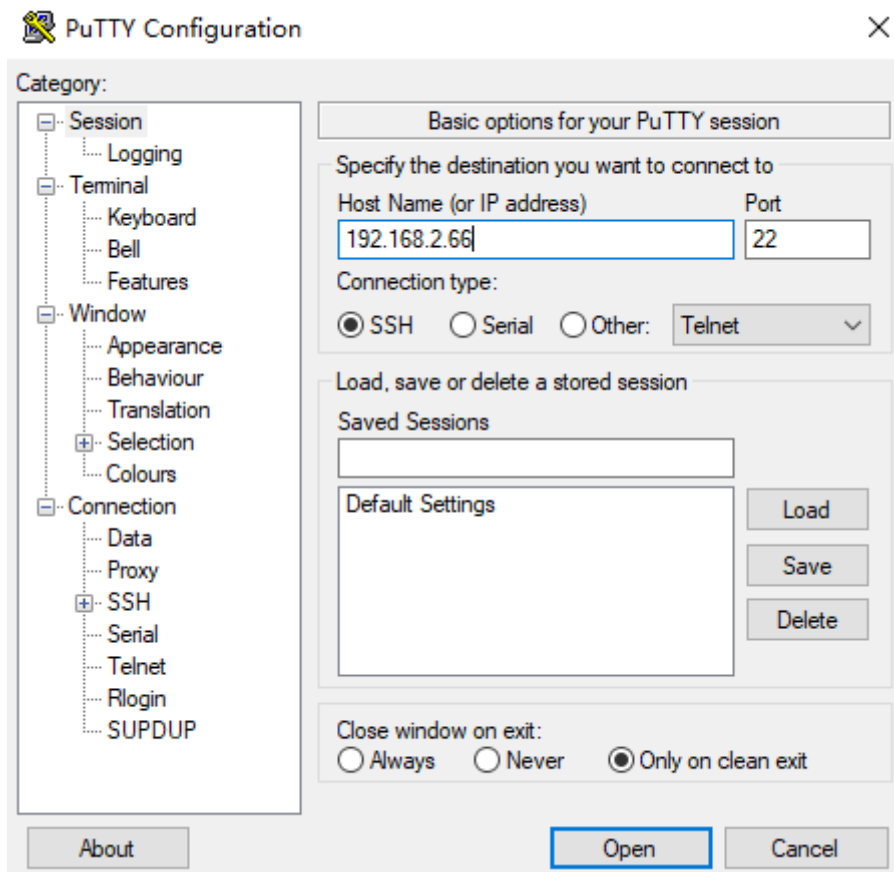 PuTTY Configuration
Category:
Session
Logging
Terminal
Keyboard
Bell
Features
Window
Appearance
Behaviour
Translation
Selection
Colours
Connection
Data
Proxy
SSH
Serial
Telnet
Rlogin
SUPDUP
Basic options for your PuTTY session
Specify the destination you want to connect to
Host Name (or IP address) Port
192.168.2.66 22
Connection type:
SSH Serial Other: Telnet
Load, save or delete a stored session
Saved Sessions
Default Settings
Load
Save
Delete
Close window on exit:
Always Never Only on clean exit
About Open Cancel